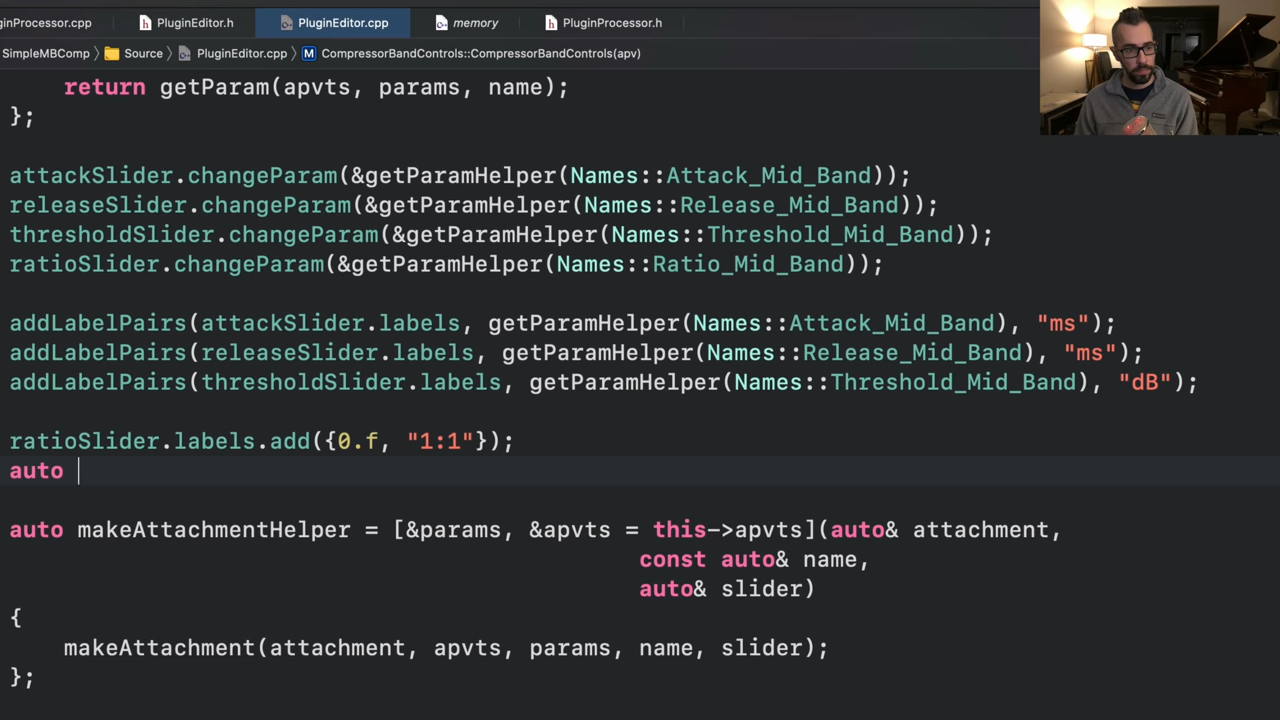 ginProcessor.cpp PluginEditor.h PluginEditor.cpp memory PluginProcessor.h
SimpleMBComp Source PluginEditor.cpp M CompressorBandControls::CompressorBandControls(apv)
return getParam(apvts, params, name);
};
attackSlider.changeParam(&getParamHelper(Names::Attack_Mid_Band));
releaseSlider.changeParam(&getParamHelper(Names::Release_Mid_Band));
thresholdSlider.changeParam(&getParamHelper(Names::Threshold_Mid_Band));
ratioSlider.changeParam(&getParamHelper(Names::Ratio_Mid_Band));
addLabelPairs(attackSlider.labels, getParamHelper(Names::Attack_Mid_Band), "ms");
addLabelPairs(releaseSlider.labels, getParamHelper(Names::Release_Mid_Band), "ms");
addLabelPairs(thresholdSlider.labels, getParamHelper(Names::Threshold_Mid_Band), "dB");
ratioSlider.labels.add({0.f, "1:1"});
auto
auto makeAttachmentHelper = [&params, &apvts = this->apvts](auto& attachment,
const auto& name,
auto& slider)
{
makeAttachment(attachment, apvts, params, name, slider);
};